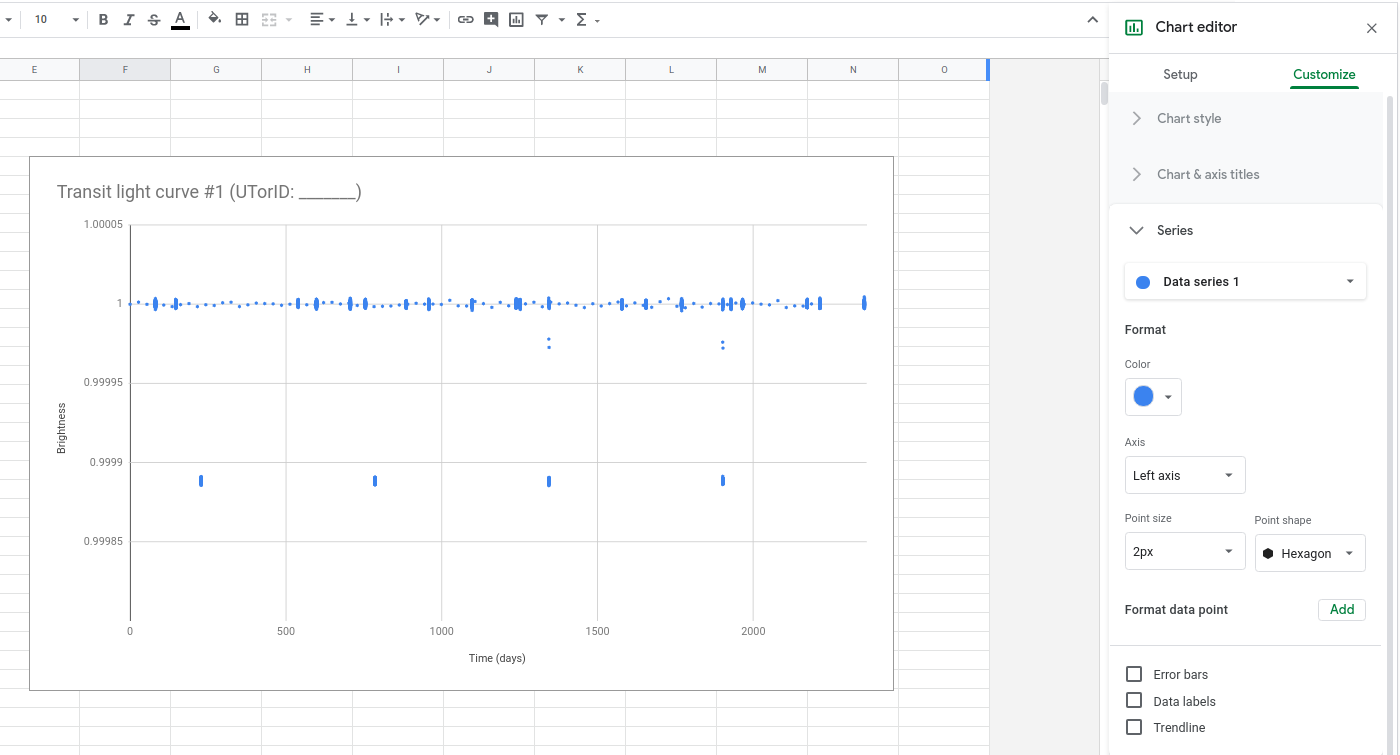 10 B I S A Σ
Chart editor
E F G H I J K L M N O
Setup Customize
Chart style
Chart & axis titles
Series
Data series 1
Format
Color
Axis
Left axis
Point size Point shape
2px Hexagon
Format data point Add
Error bars
Data labels
Trendline
Transit light curve #1 (UTorID: _______)
1.00005
1
0.99995
0.9999
0.99985
Brightness
0 500 1000 1500 2000
Time (days)